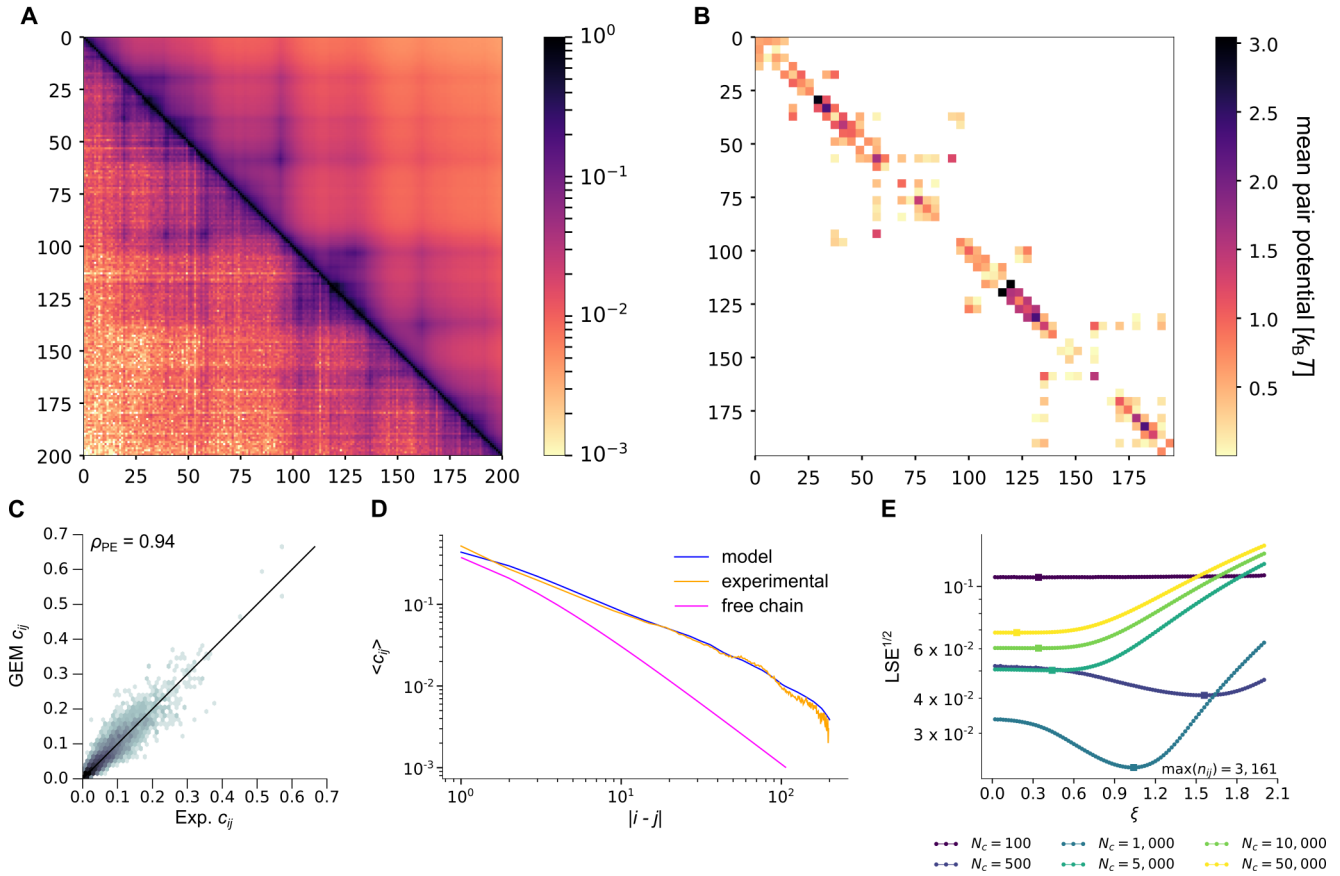 A
B
0
25
50
75
100
125
150
175
200
0
25
50
75
100
125
150
175
200
10^0
10^-1
10^-2
10^-3
0
25
50
75
100
125
150
175
0
25
50
75
100
125
150
175
3.0
2.5
2.0
1.5
1.0
0.5
mean pair potential [k_B T]
C
D
E
0.7
0.6
0.5
0.4
0.3
0.2
0.1
0.0
GEM c_ij
ρ_PE = 0.94
0.0 0.1 0.2 0.3 0.4 0.5 0.6 0.7
Exp. c_ij
<c_ij>
10^-1
10^-2
10^-3
model
experimental
free chain
10^0 10^1 10^2
|i - j|
LSE^1/2
10^-1
6 × 10^-2
4 × 10^-2
3 × 10^-2
max(n_ij) = 3,161
0.0 0.3 0.6 0.9 1.2 1.5 1.8 2.1
ξ
N_c = 100
N_c = 1,000
N_c = 10,000
N_c = 500
N_c = 5,000
N_c = 50,000